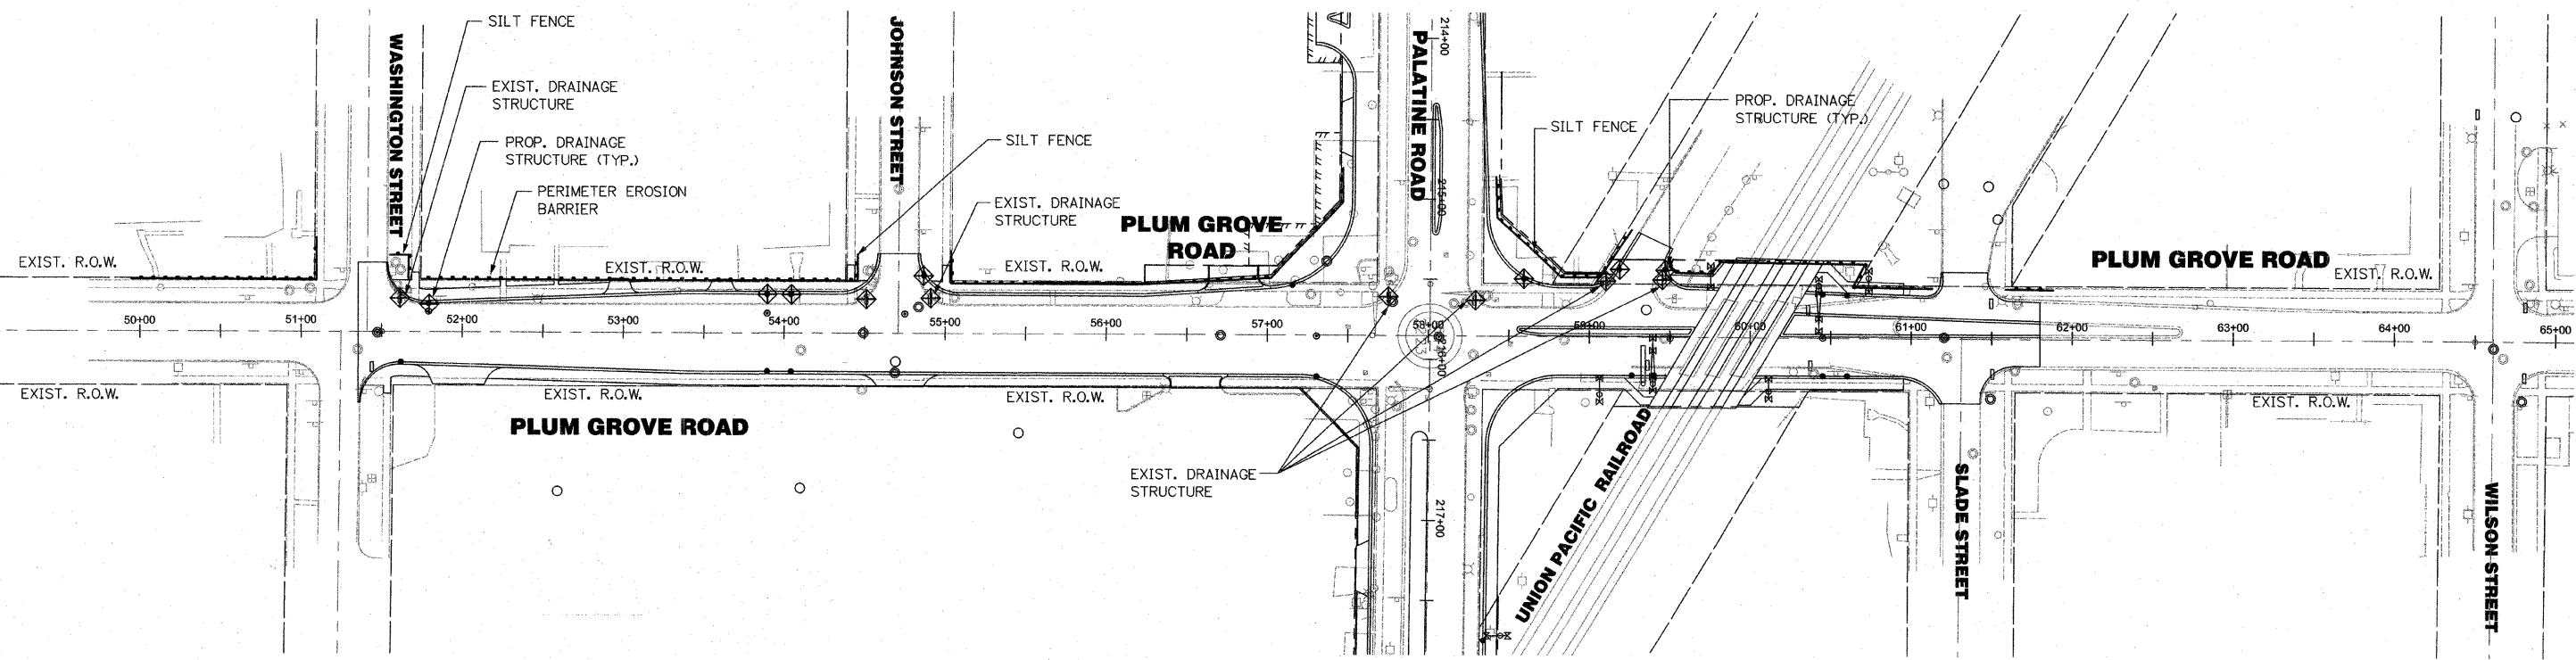 SILT FENCE
EXIST. DRAINAGE
STRUCTURE
PROP. DRAINAGE
STRUCTURE (TYP.)
PERIMETER EROSION
BARRIER
WASHINGTON STREET
JOHNSON STREET
SILT FENCE
EXIST. DRAINAGE
STRUCTURE
PLUM GROVE
ROAD
PALATINE ROAD
214+00
215+00
216+00
217+00
SILT FENCE
PROP. DRAINAGE
STRUCTURE (TYP.)
PLUM GROVE ROAD
EXIST. R.O.W.
EXIST. R.O.W.
EXIST. R.O.W.
EXIST. R.O.W.
50+00
51+00
52+00
53+00
54+00
55+00
56+00
57+00
58+00
59+00
60+00
61+00
62+00
63+00
64+00
65+00
EXIST. R.O.W.
EXIST. R.O.W.
EXIST. R.O.W.
EXIST. R.O.W.
PLUM GROVE ROAD
EXIST. DRAINAGE
STRUCTURE
UNION PACIFIC RAILROAD
SLADE STREET
WILSON STREET